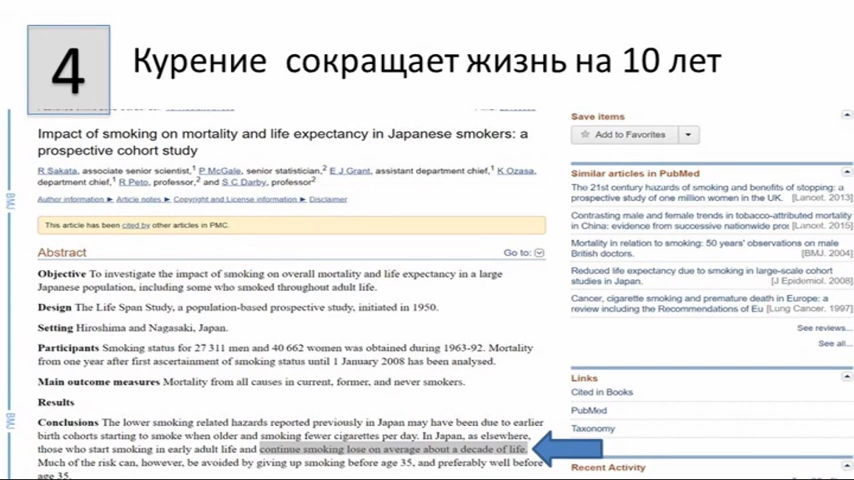 4
Курение сокращает жизнь на 10 лет
Impact of smoking on mortality and life expectancy in Japanese smokers: a
prospective cohort study
R Sakata, associate senior scientist,1 P McGale, senior statistician,2 E J Grant, assistant department chief,1 K Ozasa,
department chief,1 R Peto, professor,2 and S C Darby, professor2
Author information ► Article notes ► Copyright and License information ► Disclaimer
This article has been cited by other articles in PMC.
Abstract
Go to:
Objective To investigate the impact of smoking on overall mortality and life expectancy in a large
Japanese population, including some who smoked throughout adult life.
Design The Life Span Study, a population-based prospective study, initiated in 1950.
Setting Hiroshima and Nagasaki, Japan.
Participants Smoking status for 27 311 men and 40 662 women was obtained during 1963-92. Mortality
from one year after first ascertainment of smoking status until 1 January 2008 has been analysed.
Main outcome measures Mortality from all causes in current, former, and never smokers.
Results
Conclusions The lower smoking related hazards reported previously in Japan may have been due to earlier
birth cohorts starting to smoke when older and smoking fewer cigarettes per day. In Japan, as elsewhere,
those who start smoking in early adult life and continue smoking lose on average about a decade of life.
Much of the risk can, however, be avoided by giving up smoking before age 35, and preferably well before
age 35.
BMJ
BMJ
Save items
Add to Favorites
Similar articles in PubMed
The 21st century hazards of smoking and benefits of stopping: a
prospective study of one million women in the UK. [Lancet. 2013]
Contrasting male and female trends in tobacco-attributed mortality
in China: evidence from successive nationwide pros [Lancet. 2015]
Mortality in relation to smoking: 50 years' observations on male
British doctors. [BMJ. 2004]
Reduced life expectancy due to smoking in large-scale cohort
studies in Japan. [J Epidemiol. 2008]
Cancer, cigarette smoking and premature death in Europe: a
review including the Recommendations of Eu [Lung Cancer. 1997]
See reviews...
See all...
Links
Cited in Books
PubMed
Taxonomy
Recent Activity